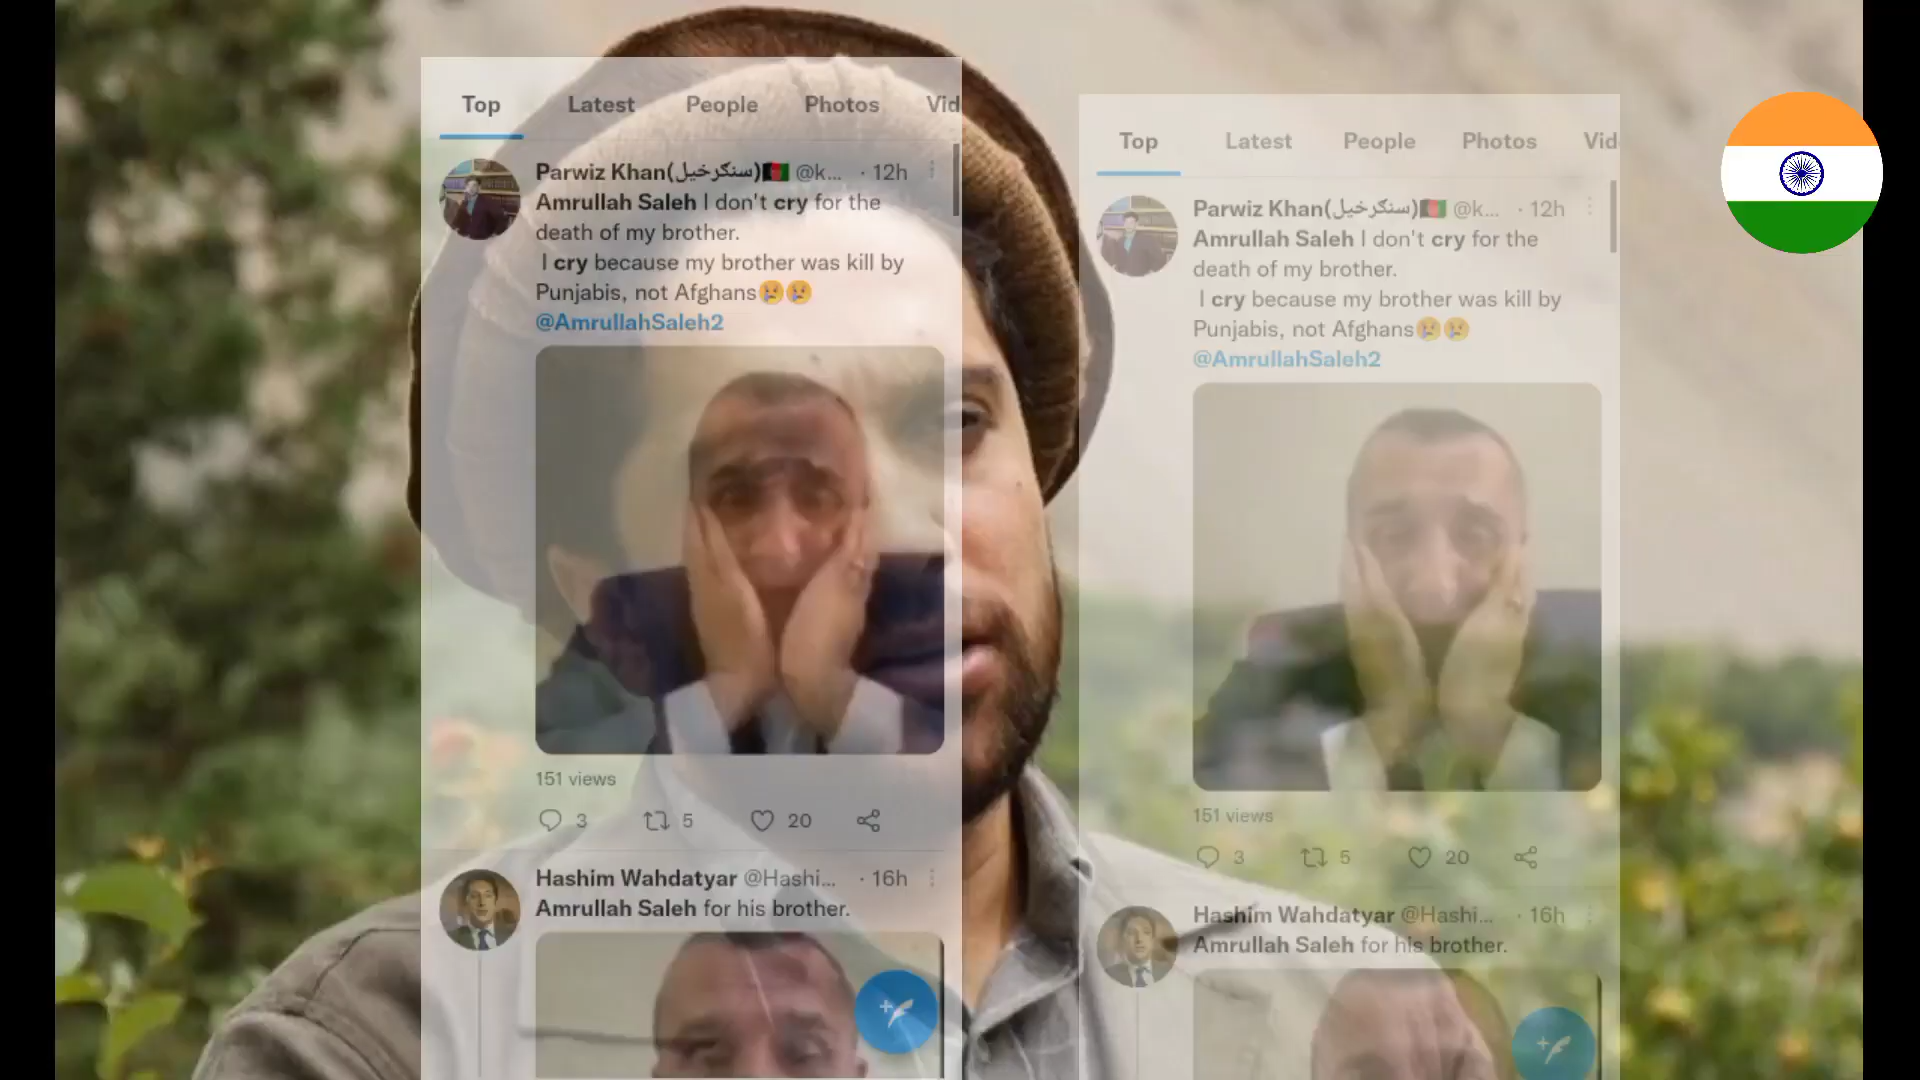 Top Latest People Photos Vid
Parwiz Khan(سنګرخیل) @k... · 12h
Amrullah Saleh I don't cry for the
death of my brother.
I cry because my brother was kill by
Punjabis, not Afghans😢😢
@AmrullahSaleh2
151 views
3 5 20
Hashim Wahdatyar @Hashi... · 16h
Amrullah Saleh for his brother.
Top Latest People Photos Vid
Parwiz Khan(سنګرخیل) @k... · 12h
Amrullah Saleh I don't cry for the
death of my brother.
I cry because my brother was kill by
Punjabis, not Afghans😢😢
@AmrullahSaleh2
151 views
3 5 20
Hashim Wahdatyar @Hashi... · 16h
Amrullah Saleh for his brother.